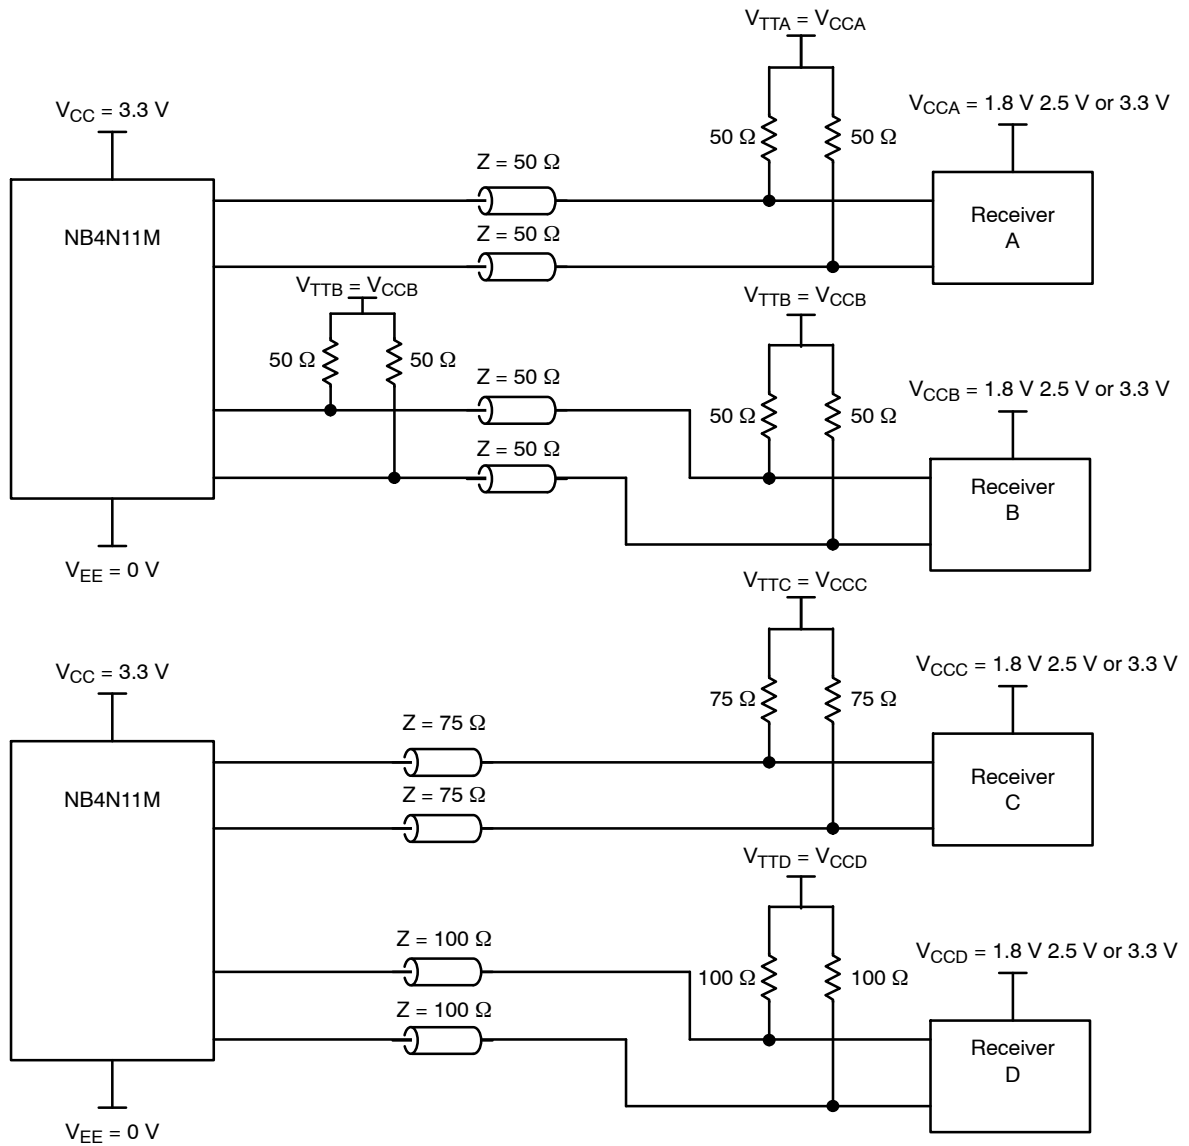 V_TTA = V_CCA
V_CC = 3.3 V
V_CCA = 1.8 V 2.5 V or 3.3 V
50 Ω
50 Ω
Z = 50 Ω
NB4N11M
Receiver
A
Z = 50 Ω
V_TTB = V_CCB
V_TTB = V_CCB
50 Ω
50 Ω
Z = 50 Ω
V_CCB = 1.8 V 2.5 V or 3.3 V
50 Ω
50 Ω
Z = 50 Ω
Receiver
B
V_EE = 0 V
V_TTC = V_CCC
V_CC = 3.3 V
V_CCC = 1.8 V 2.5 V or 3.3 V
75 Ω
75 Ω
Z = 75 Ω
NB4N11M
Receiver
C
Z = 75 Ω
V_TTD = V_CCD
Z = 100 Ω
V_CCD = 1.8 V 2.5 V or 3.3 V
100 Ω
100 Ω
Z = 100 Ω
Receiver
D
V_EE = 0 V